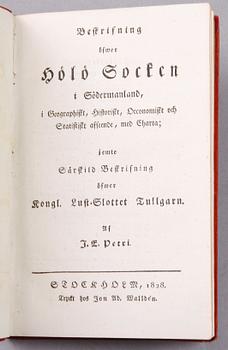 Beskrifning
öfwer
Hölö Socken
i Södermanland,
i Geographiskt, Historiskt, Oeconomiskt och
Statistiskt afseende, med Charta;
jemte
Särskild Beskrifning
öfwer
Kongl. Lust-Slottet Tullgarn.
Af
J. E. Petri.
STOCKHOLM, 1828.
Tryckt hos Jon Ad. Walldén.